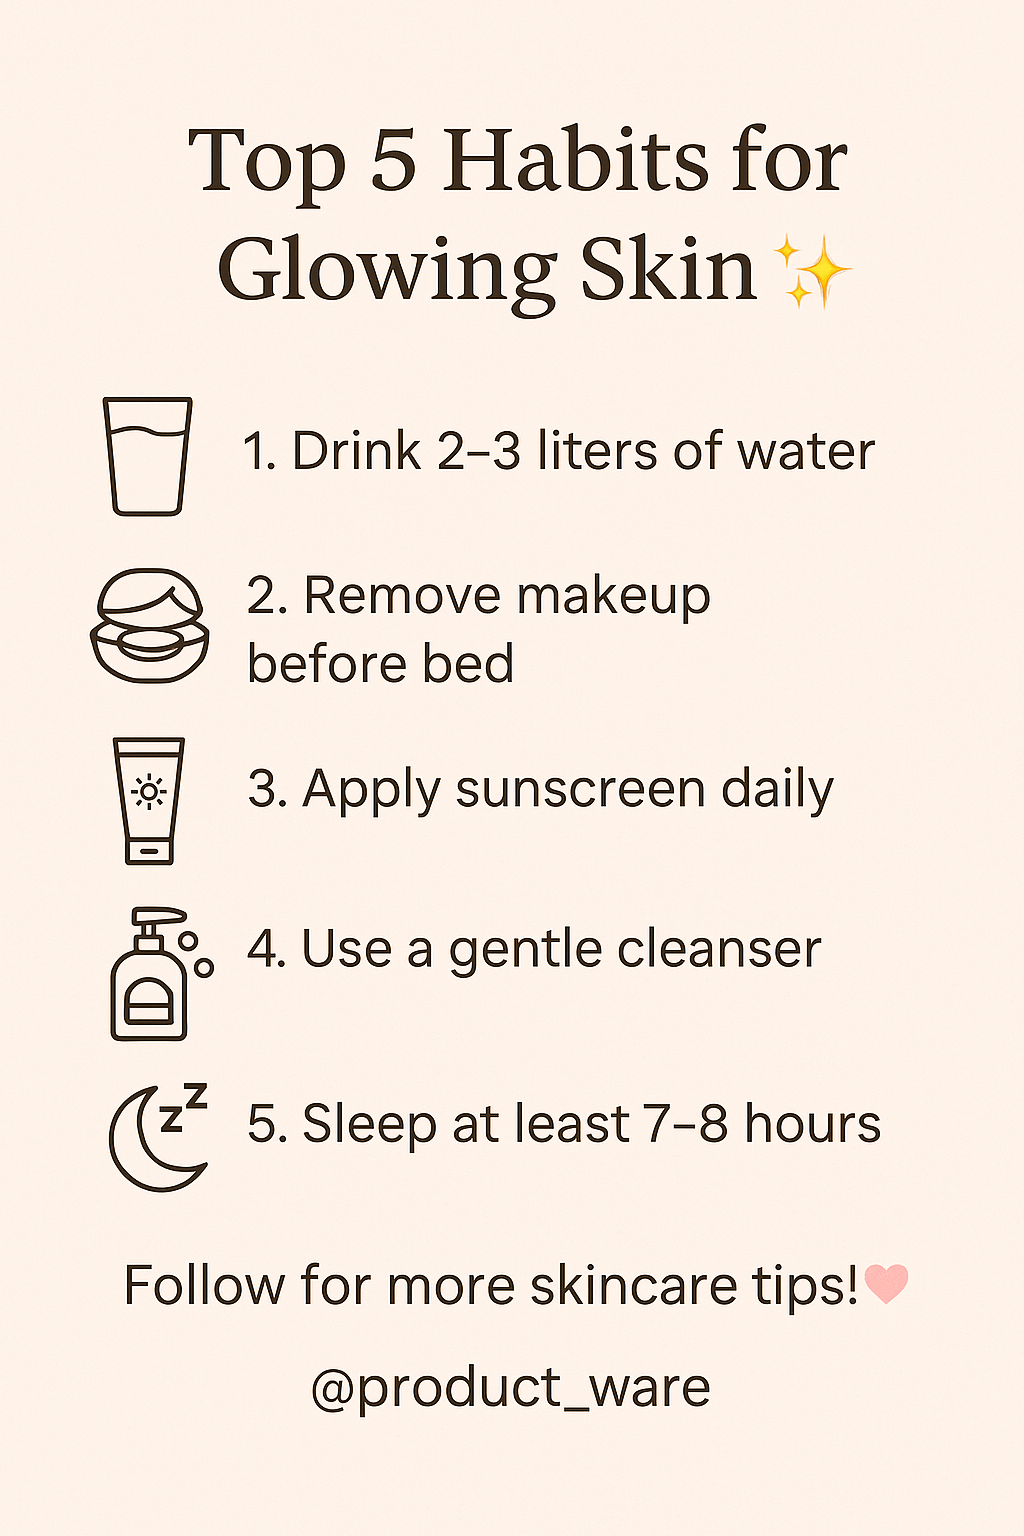 Top 5 Habits for
Glowing Skin✨
1. Drink 2–3 liters of water
2. Remove makeup
before bed
3. Apply sunscreen daily
4. Use a gentle cleanser
zz
5. Sleep at least 7–8 hours
Follow for more skincare tips!🩷
@product_ware